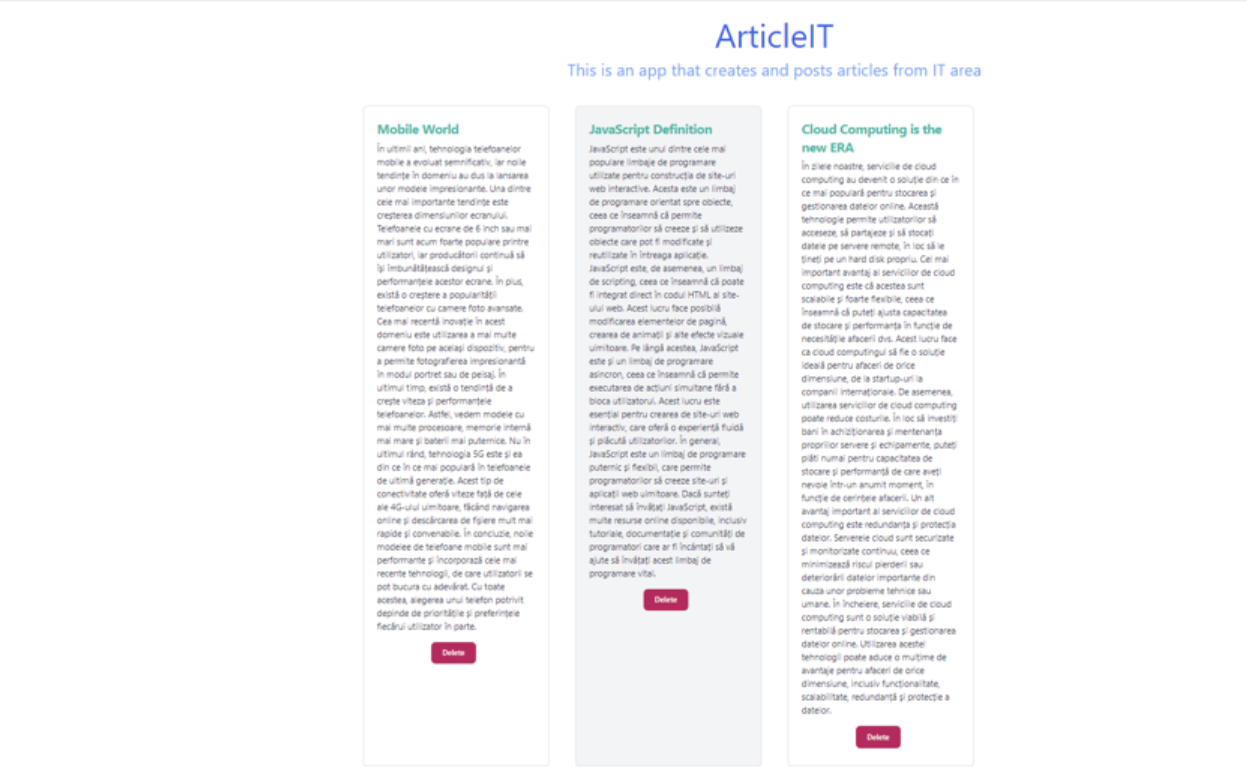 ArticleIT
This is an app that creates and posts articles from IT area
Mobile World
În ultimii ani, tehnologia telefoanelor
mobile a evoluat semnificativ, iar noile
tendințe în domeniu au dus la lansarea
unor modele impresionante. Una dintre
cele mai importante tendințe este
creșterea dimensiunilor ecranului.
Telefoanele cu ecrane de 6 inch sau mai
mari sunt acum foarte populare printre
utilizatori, iar producătorii continuă să
își îmbunătățească designul și
performanțele acestor ecrane. În plus,
există o creștere a popularității
telefoanelor cu camere foto avansate.
Cea mai recentă inovație în acest
domeniu este utilizarea a mai multe
camere foto pe același dispozitiv, pentru
a permite fotografierea impresionantă
în modul portret sau de peisaj. În
ultimul timp, există o tendință de a
crește viteza și performanțele
telefoanelor. Astfel, vedem modele cu
mai multe procesoare, memorie internă
mai mare și baterii mai puternice. Nu în
ultimul rând, tehnologia 5G este și ea
din ce în ce mai populară în telefoanele
de ultimă generație. Acest tip de
conectivitate oferă viteze față de cele
ale 4G-ului uimitoare, făcând navigarea
online și descărcarea de fișiere mult mai
rapide și convenabile. În concluzie, noile
modelee de telefoane mobile sunt mai
performante și încorporază cele mai
recente tehnologii, de care utilizatorii se
pot bucura cu adevărat. Cu toate
acestea, alegerea unui telefon potrivit
depinde de prioritățile și preferințele
fiecărui utilizator în parte.
Delete
JavaScript Definition
JavaScript este unul dintre cele mai
populare limbaje de programare
utilizate pentru construcția de site-uri
web interactive. Acesta este un limbaj
de programare orientat spre obiecte,
ceea ce înseamnă că permite
programatorilor să creeze și să utilizeze
obiecte care pot fi modificate și
reutilizate în întreaga aplicație.
JavaScript este, de asemenea, un limbaj
de scripting, ceea ce înseamnă că poate
fi integrat direct în codul HTML al site-
ului web. Acest lucru face posibilă
modificarea elementelor de pagină,
crearea de animații și alte efecte vizuale
uimitoare. Pe lângă acestea, JavaScript
este și un limbaj de programare
asincron, ceea ce înseamnă că permite
executarea de acțiuni simultane fără a
bloca utilizatorul. Acest lucru este
esențial pentru crearea de site-uri web
interactiv, care oferă o experiență fluidă
și plăcută utilizatorilor. În general,
JavaScript este un limbaj de programare
puternic și flexibil, care permite
programatorilor să creeze site-uri și
aplicații web uimitoare. Dacă sunteți
interesat să învățați JavaScript, există
multe resurse online disponibile, inclusiv
tutoriale, documentație și comunități de
programatori care ar fi încântați să vă
ajute să învățați acest limbaj de
programare vital.
Delete
Cloud Computing is the
new ERA
În zilele noastre, serviciile de cloud
computing au devenit o soluție din ce în
ce mai populară pentru stocarea și
gestionarea datelor online. Această
tehnologie permite utilizatorilor să
acceseze, să partajeze și să stocați
datele pe servere remote, în loc să le
țineți pe un hard disk propriu. Cel mai
important avantaj al serviciilor de cloud
computing este că acestea sunt
scalabile și foarte flexibile, ceea ce
înseamnă că puteți ajusta capacitatea
de stocare și performanța în funcție de
necesitățile afacerii dvs. Acest lucru face
ca cloud computingul să fie o soluție
ideală pentru afaceri de orice
dimensiune, de la startup-uri la
companii internaționale. De asemenea,
utilizarea serviciilor de cloud computing
poate reduce costurile. În loc să investiți
bani în achiziționarea și mentenanța
propriilor servere și echipamente, puteți
plăti numai pentru capacitatea de
stocare și performanță de care aveți
nevoie într-un anumit moment, în
funcție de cerințele afacerii. Un alt
avantaj important al serviciilor de cloud
computing este redundanța și protecția
datelor. Serverele cloud sunt securizate
și monitorizate continuu, ceea ce
minimizează riscul pierderii sau
deteriorării datelor importante din
cauza unor probleme tehnice sau
umane. În încheiere, serviciile de cloud
computing sunt o soluție viabilă și
rentabilă pentru stocarea și gestionarea
datelor online. Utilizarea acestei
tehnologii poate aduce o mulțime de
avantaje pentru afaceri de orice
dimensiune, inclusiv funcționalitate,
scalabilitate, redundanță și protecție a
datelor.
Delete